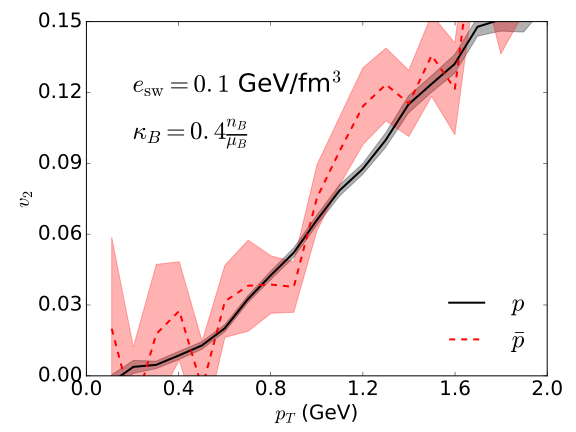 0.15
0.12
0.09
0.06
0.03
0.00
v₂
e_sw = 0.1 GeV/fm³
κ_B = 0.4 n_B/μ_B
p
p̄
0.0 0.4 0.8 1.2 1.6 2.0
p_T (GeV)